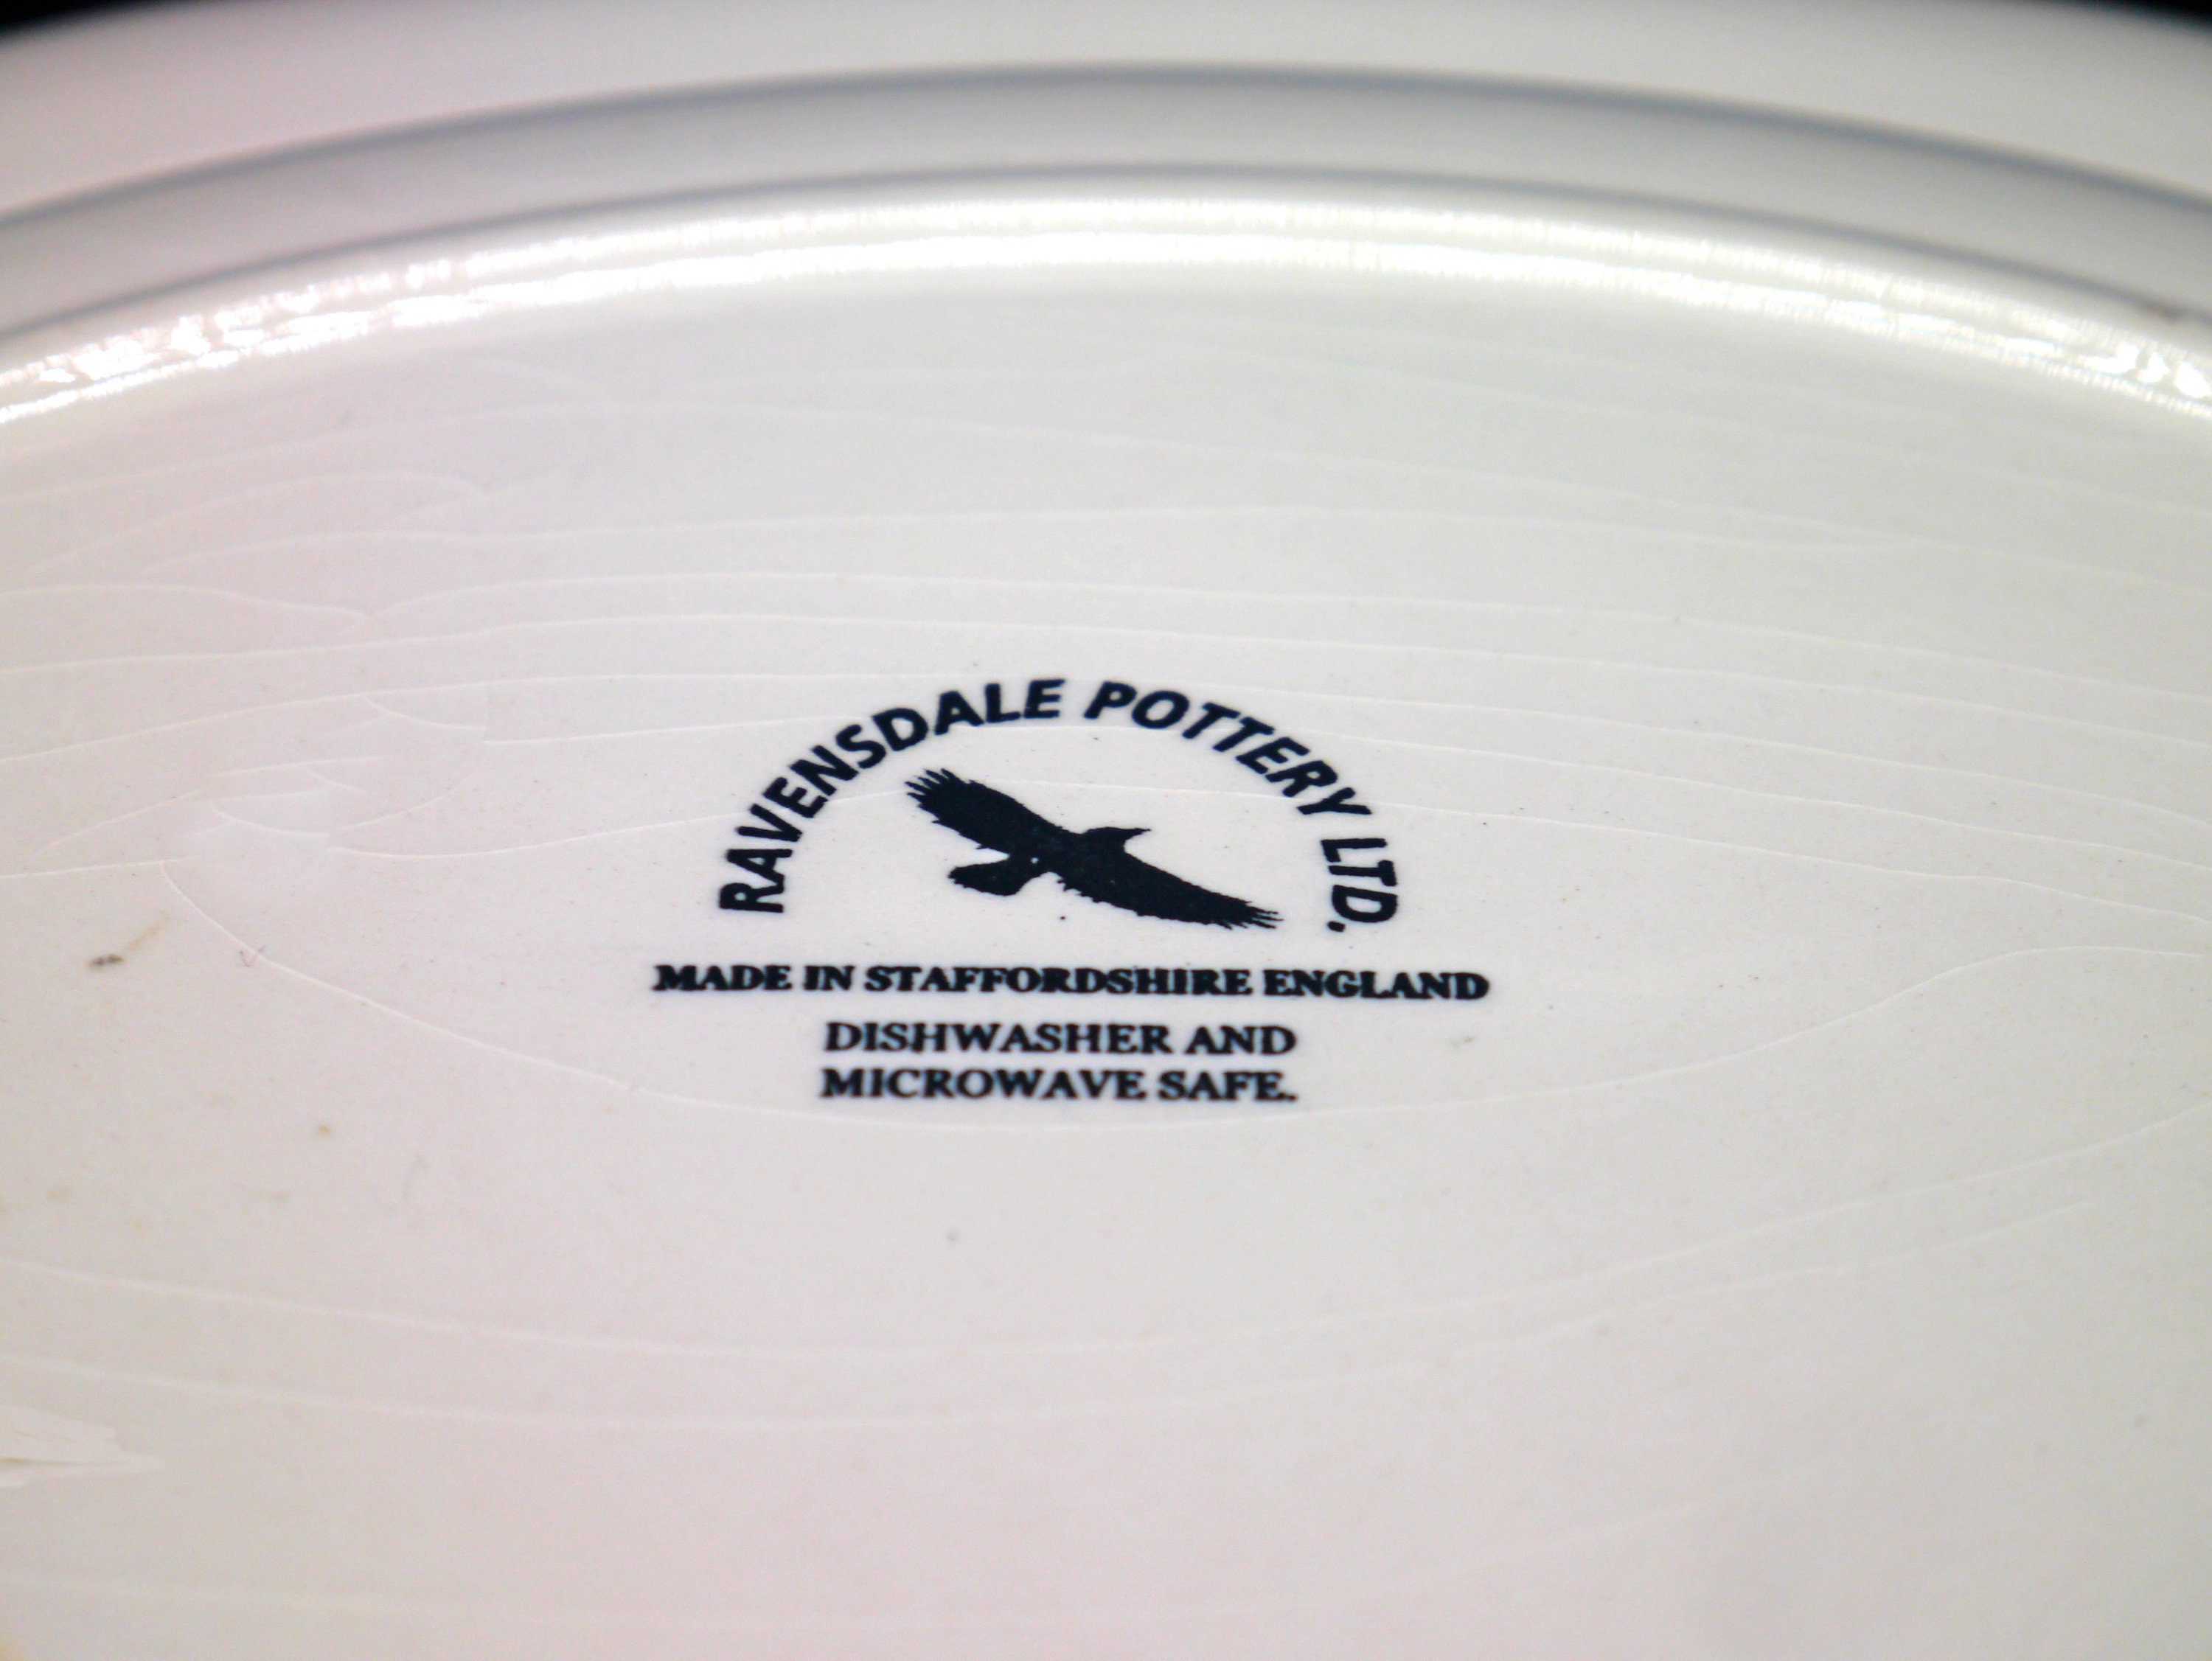 RAVENSDALE POTTERY LTD.
MADE IN STAFFORDSHIRE ENGLAND
DISHWASHER AND
MICROWAVE SAFE.